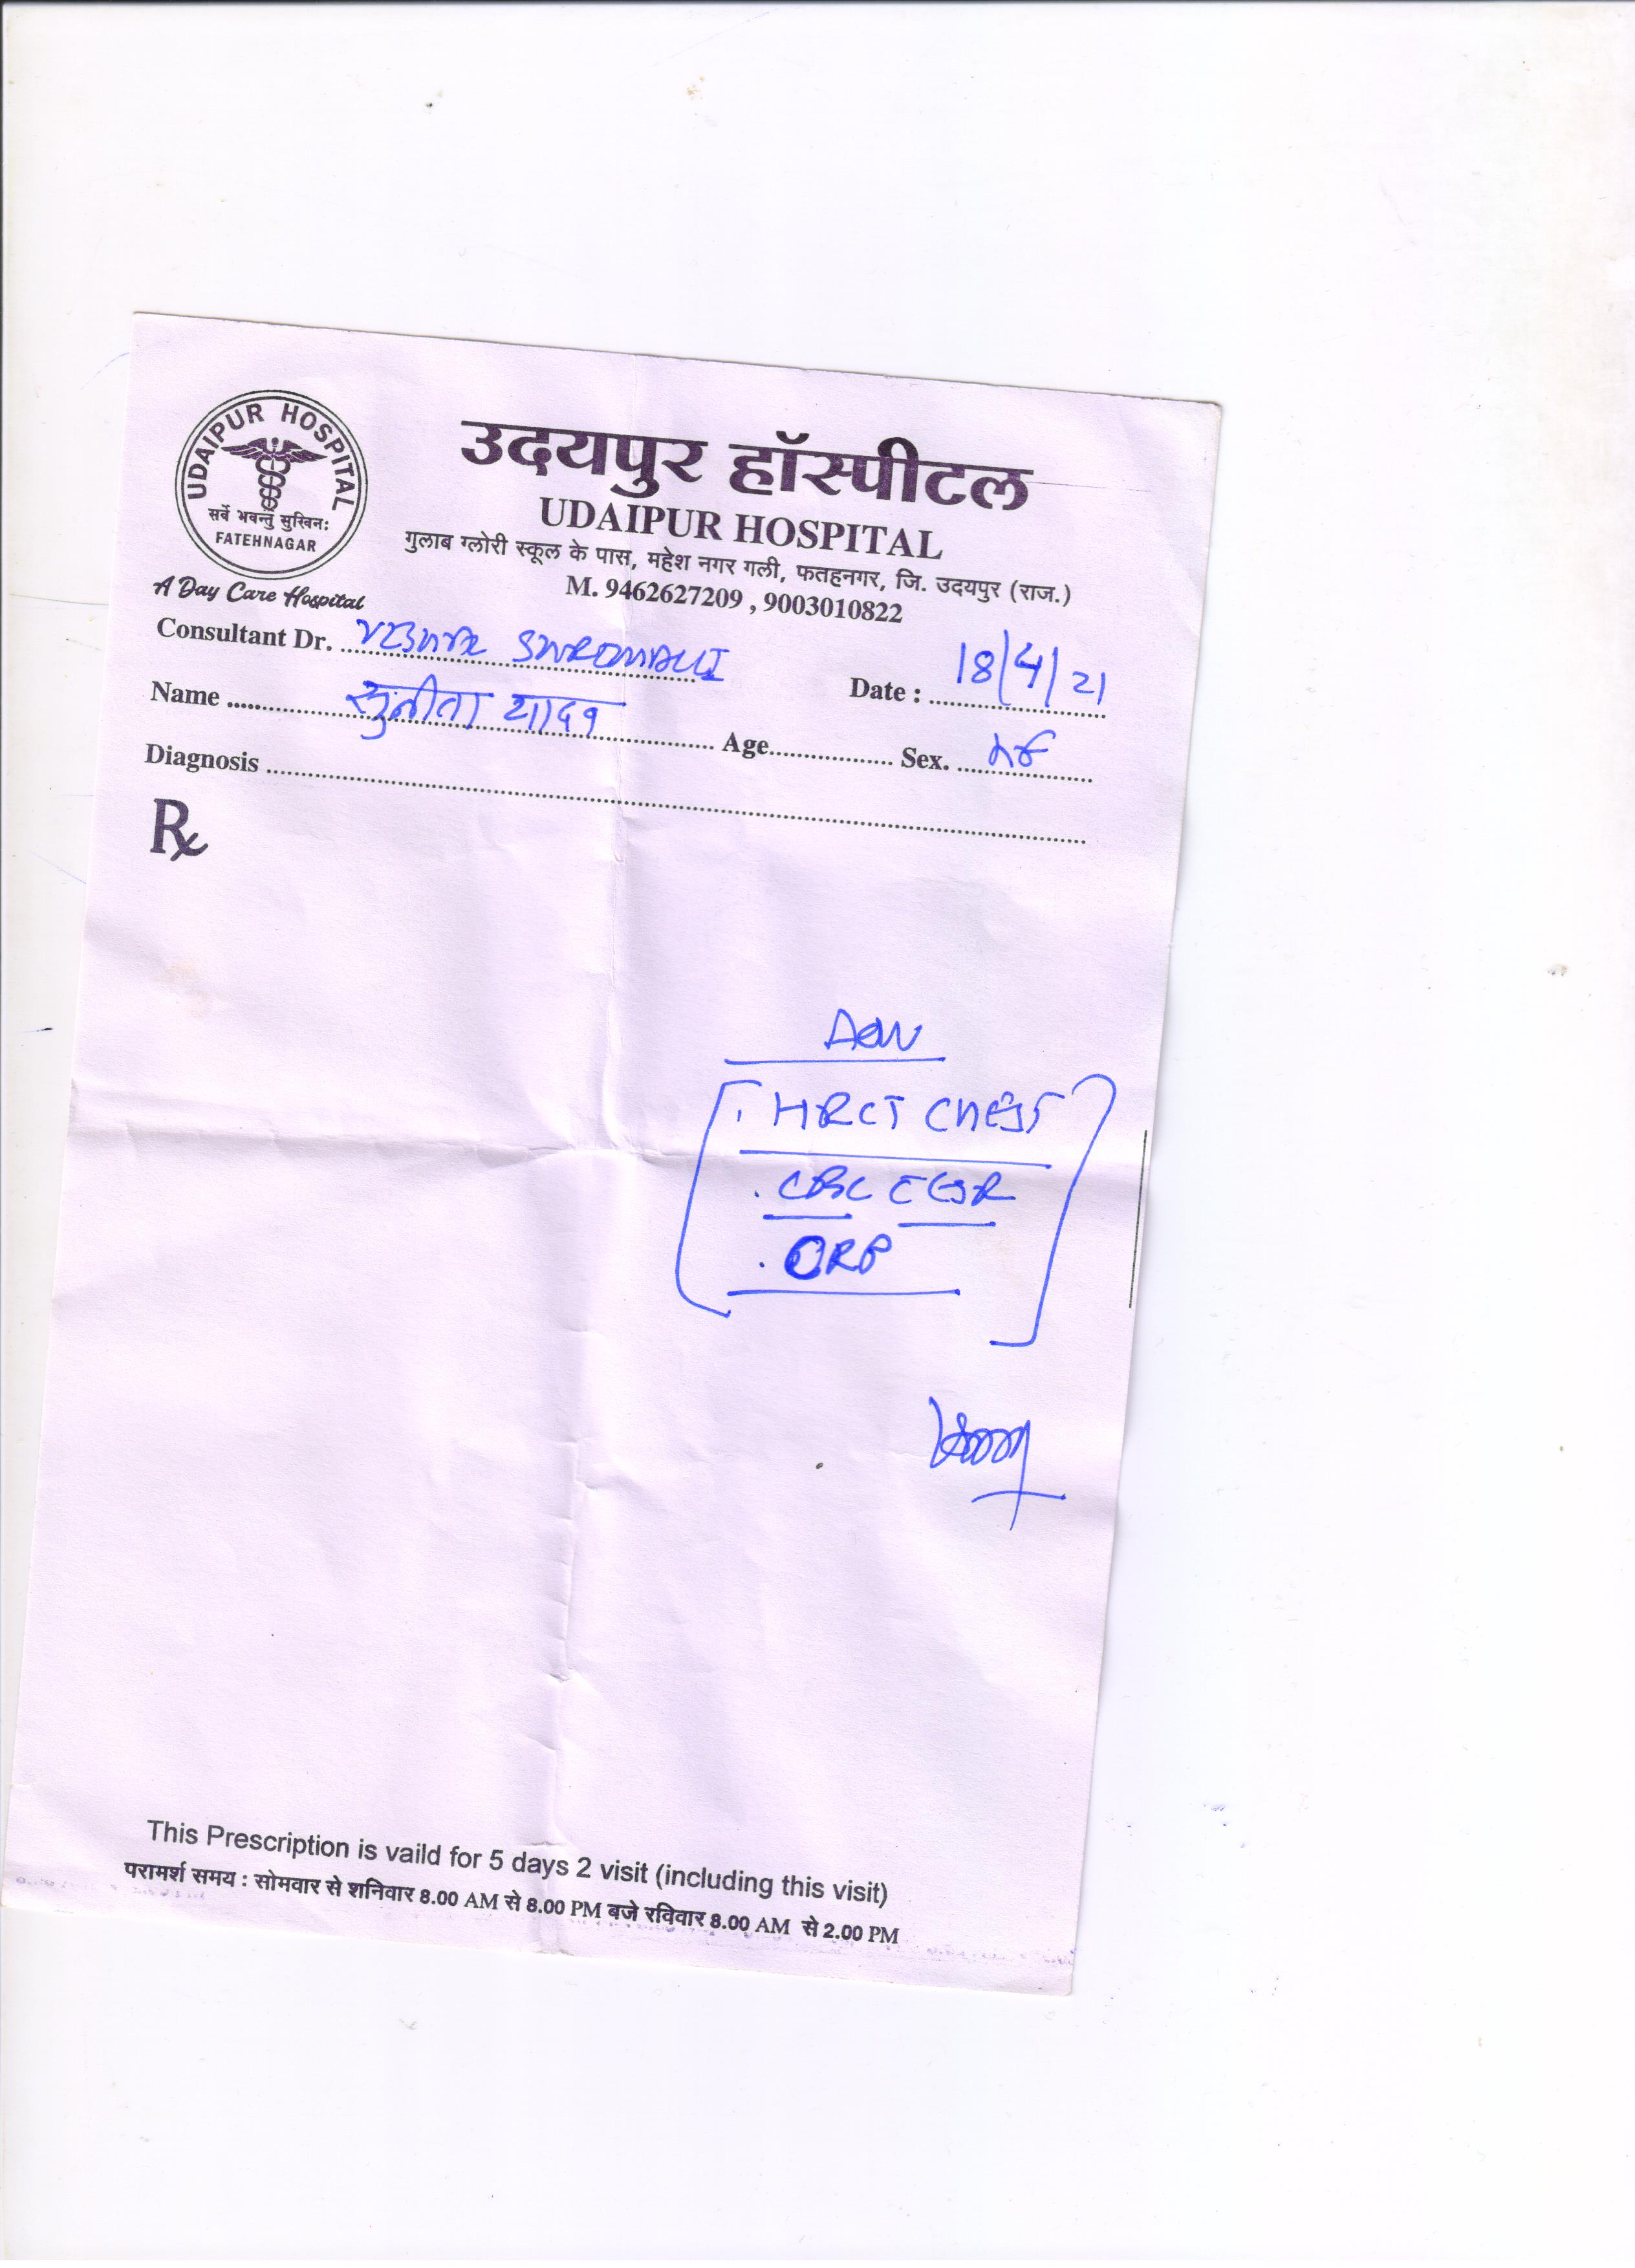 UDAIPUR HOSPITAL
सर्वे भवन्तु सुखिनः
FATEHNAGAR
A Day Care Hospital
उदयपुर हॉस्पीटल
UDAIPUR HOSPITAL
गुलाब ग्लोरी स्कूल के पास, महेश नगर गली, फतहनगर, जि. उदयपुर (राज.)
M. 9462627209 , 9003010822
Consultant Dr.
Date : 18/4/21
Name सुनीता यादव Age Sex.
Diagnosis
Rx
Adv
. HRCT CHEST
. CBC ESR
. CRP
This Prescription is vaild for 5 days 2 visit (including this visit)
परामर्श समय : सोमवार से शनिवार 8.00 AM से 8.00 PM बजे रविवार 8.00 AM से 2.00 PM